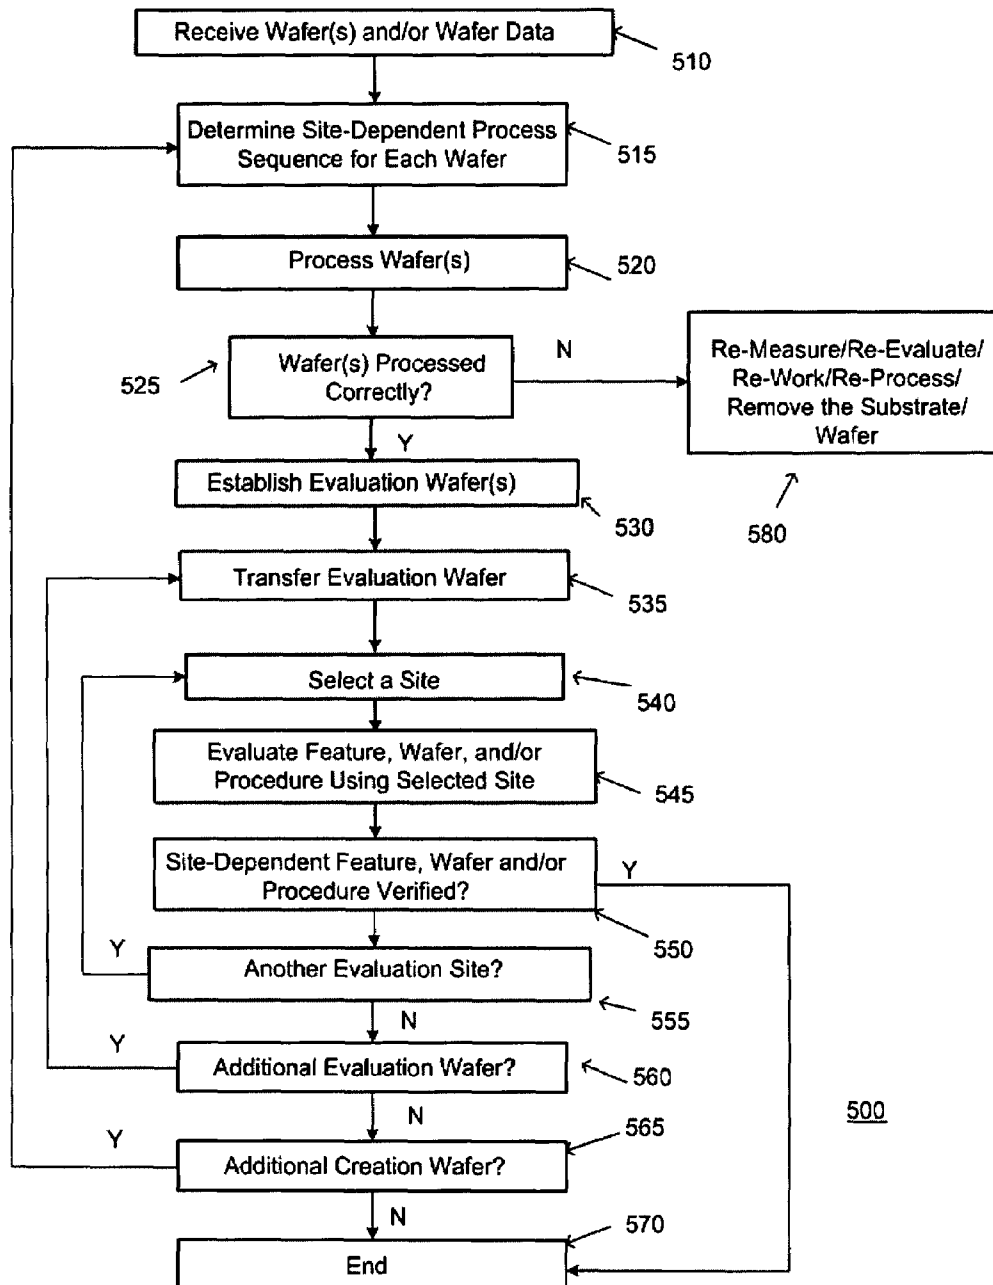 Receive Wafer(s) and/or Wafer Data
510
Determine Site-Dependent Process
Sequence for Each Wafer
515
Process Wafer(s)
520
Wafer(s) Processed
Correctly?
525
N
Re-Measure/Re-Evaluate/
Re-Work/Re-Process/
Remove the Substrate/
Wafer
580
Y
Establish Evaluation Wafer(s)
530
Transfer Evaluation Wafer
535
Select a Site
540
Evaluate Feature, Wafer, and/or
Procedure Using Selected Site
545
Site-Dependent Feature, Wafer and/or
Procedure Verified?
Y
550
Y
Another Evaluation Site?
555
N
Y
Additional Evaluation Wafer?
560
N
500
565
Y
Additional Creation Wafer?
N
570
End